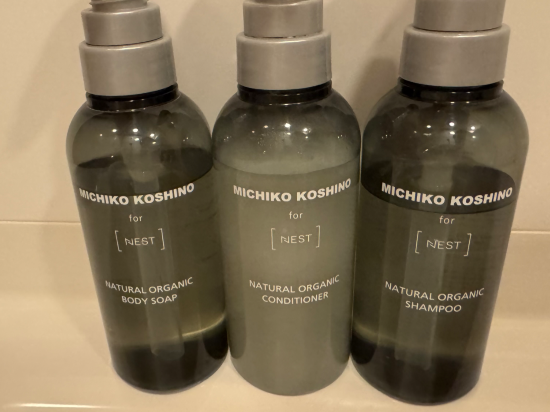 MICHIKO KOSHINO
for
[NEST]
NATURAL ORGANIC
BODY SOAP
MICHIKO KOSHINO
for
[NEST]
NATURAL ORGANIC
CONDITIONER
MICHIKO KOSHINO
for
[NEST]
NATURAL ORGANIC
SHAMPOO